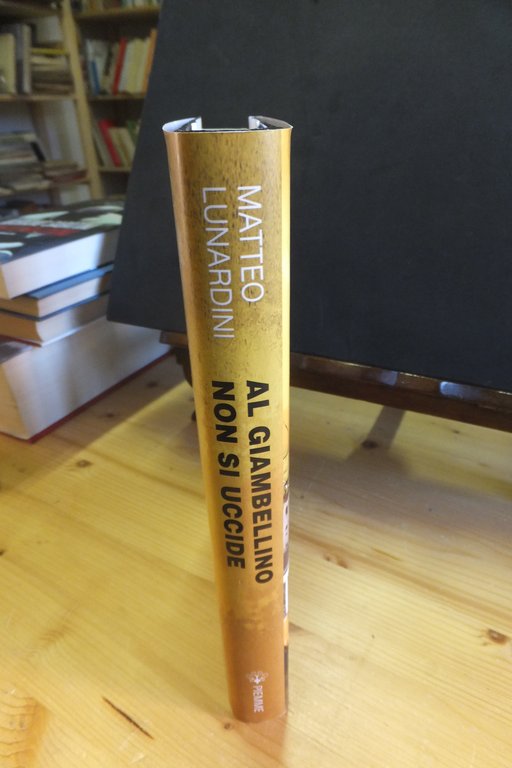 MATTEO
LUNARDINI
AL GIAMBELLINO
NON SI UCCIDE
PIEMME